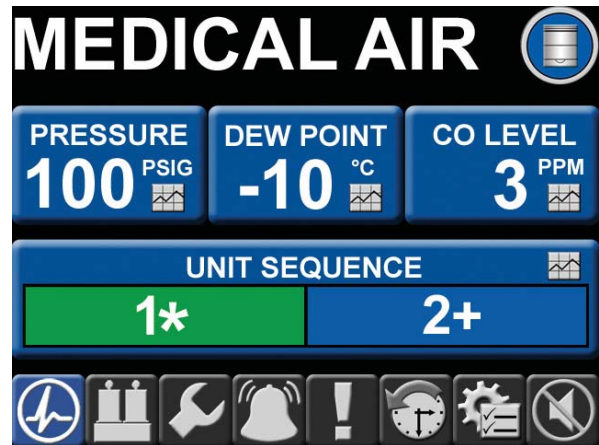 MEDICAL AIR
PRESSURE
100 PSIG
DEW POINT
-10 °C
CO LEVEL
3 PPM
UNIT SEQUENCE
1*
2+